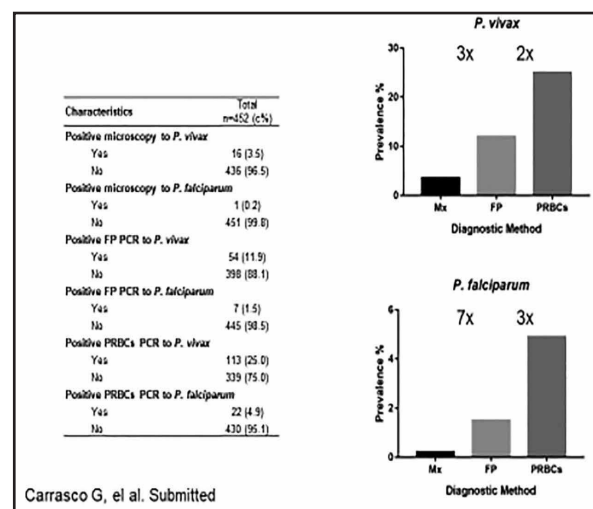 Characteristics
Total
n=452 (c%)
Positive microscopy to P. vivax
Yes 16 (3.5)
No 436 (96.5)
Positive microscopy to P. falciparum
Yes 1 (0.2)
No 451 (99.8)
Positive FP PCR to P. vivax
Yes 54 (11.9)
No 398 (88.1)
Positive FP PCR to P. falciparum
Yes 7 (1.5)
No 445 (98.5)
Positive PRBCs PCR to P. vivax
Yes 113 (25.0)
No 339 (75.0)
Positive PRBCs PCR to P. falciparum
Yes 22 (4.9)
No 430 (95.1)
Carrasco G, el al. Submitted
P. vivax
3x 2x
30
20
10
0
Prevalence %
Mx FP PRBCs
Diagnostic Method
P. falciparum
7x 3x
6
4
2
0
Prevalence %
Mx FP PRBCs
Diagnostic Method